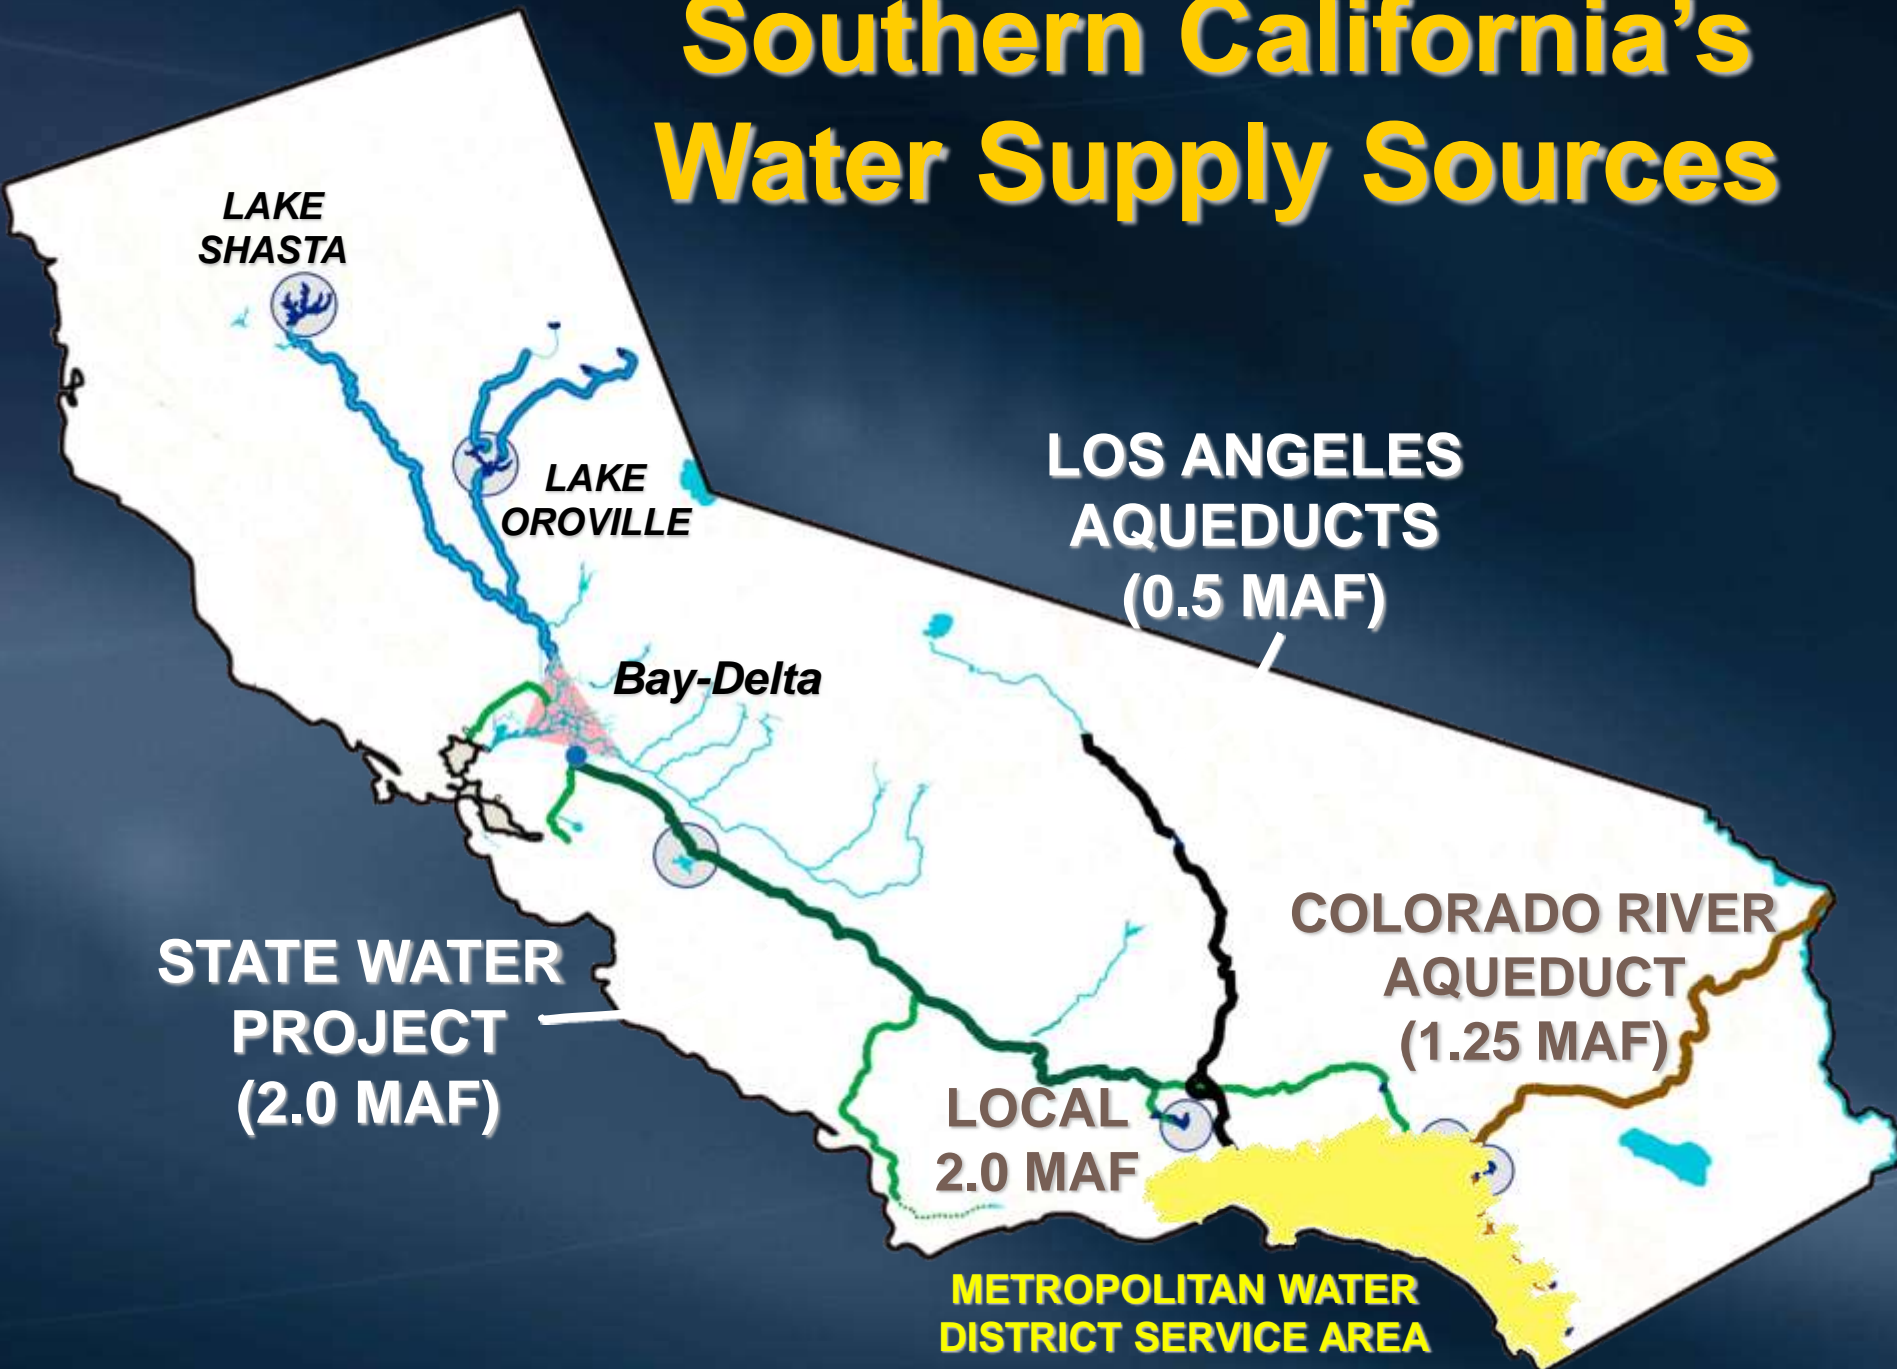 Southern California’s
Water Supply Sources
LAKE
SHASTA
LAKE
OROVILLE
LOS ANGELES
AQUEDUCTS
(0.5 MAF)
Bay-Delta
COLORADO RIVER
AQUEDUCT
(1.25 MAF)
STATE WATER
PROJECT
(2.0 MAF)
LOCAL
2.0 MAF
METROPOLITAN WATER
DISTRICT SERVICE AREA